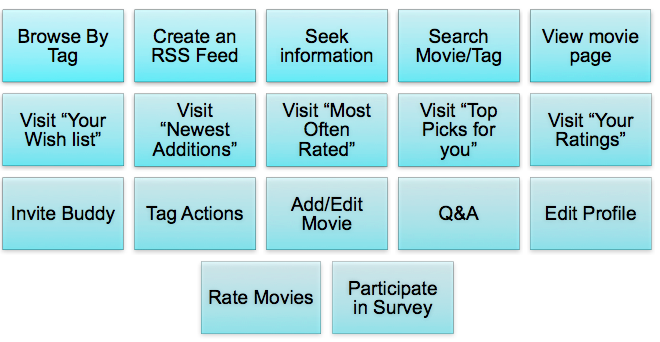 Browse By
Tag
Create an
RSS Feed
Seek
information
Search
Movie/Tag
View movie
page
Visit “Your
Wish list”
Visit
“Newest
Additions”
Visit “Most
Often
Rated”
Visit “Top
Picks for
you”
Visit “Your
Ratings”
Invite Buddy
Tag Actions
Add/Edit
Movie
Q&A
Edit Profile
Rate Movies
Participate
in Survey